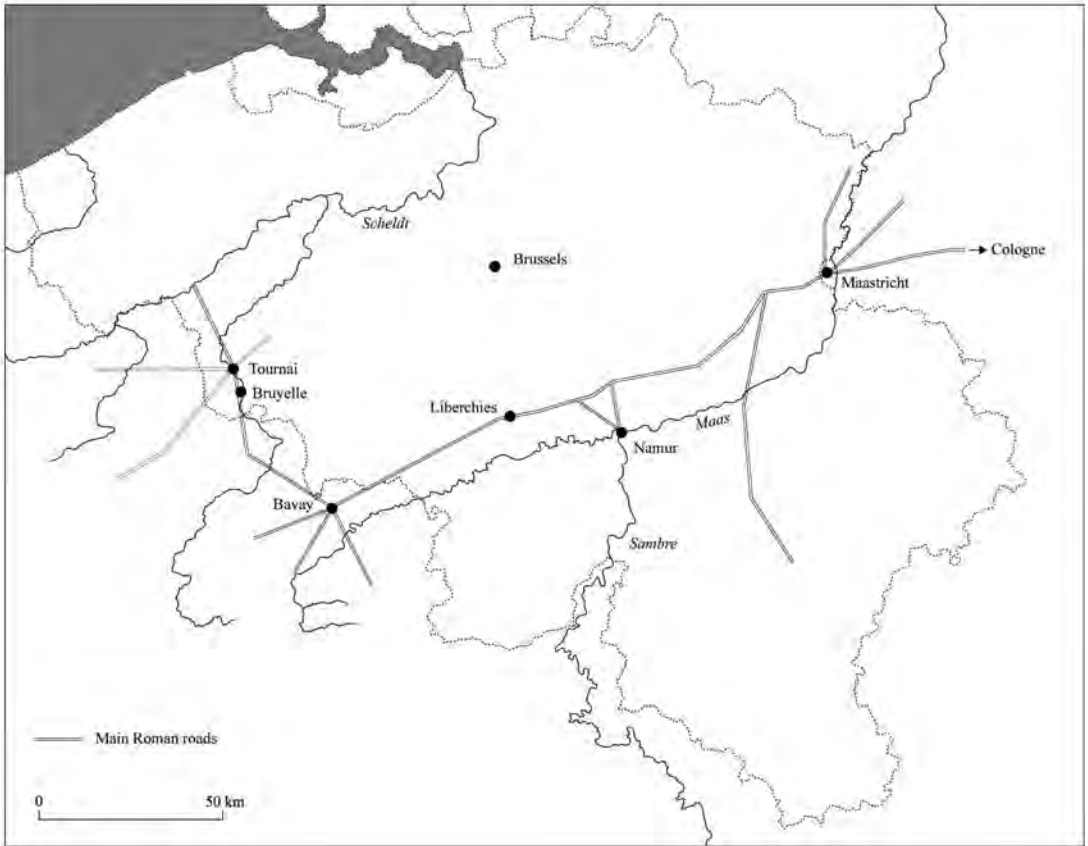 Scheldt
Brussels
Cologne
Maastricht
Tournai
Bruyelle
Liberchies
Maas
Namur
Bavay
Sambre
Main Roman roads
0
50 km